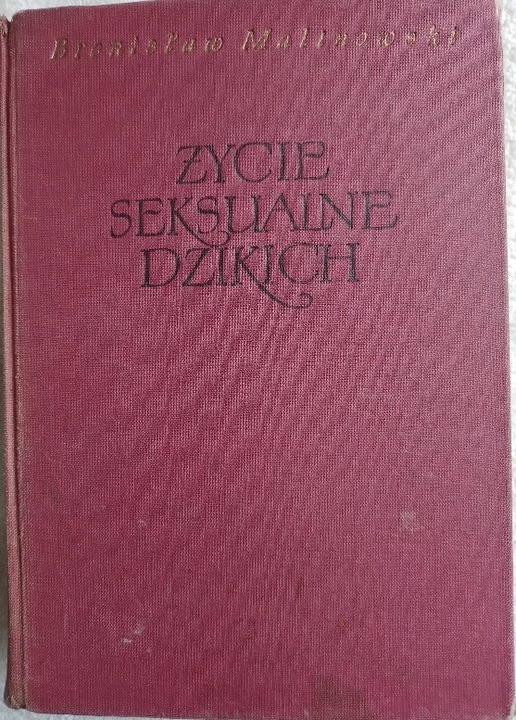 Bronisław Malinowski
ŻYCIE
SEKSUALNE
DZIKICH